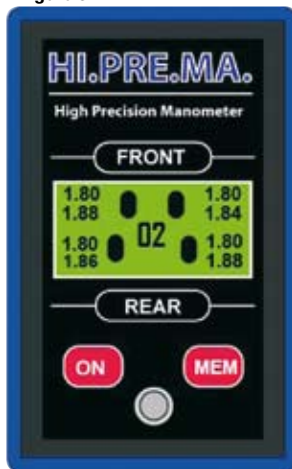 HI.PRE.MA.
High Precision Manometer
FRONT
1.80 1.80
1.88 1.84
02
1.80 1.80
1.86 1.88
REAR
ON MEM